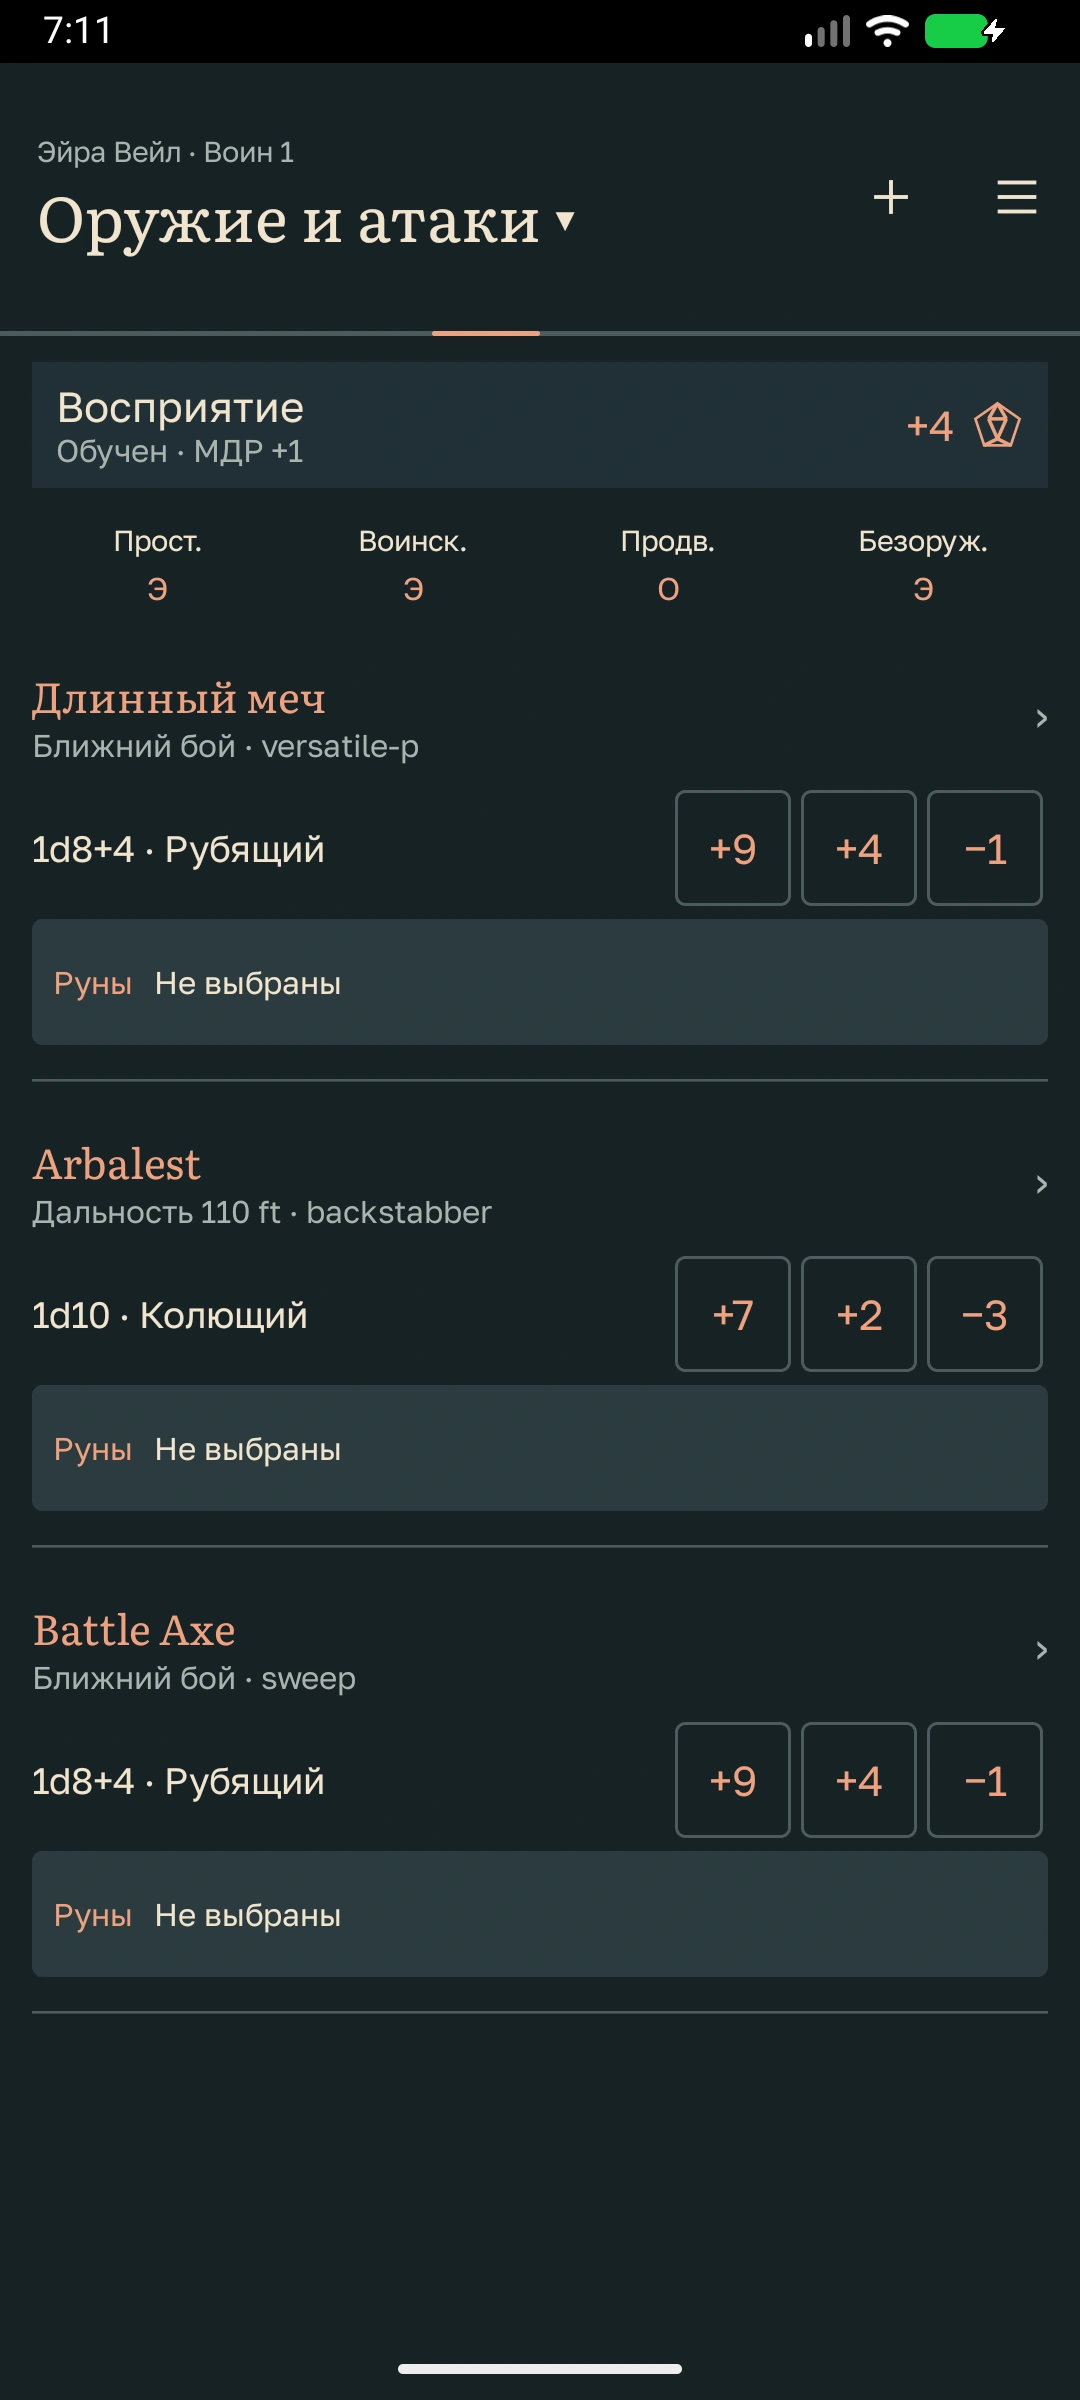 7:11
Эйра Вейл · Воин 1
Оружие и атаки ▾
Восприятие
Обучен · МДР +1
+4
Прост. Воинск. Продв. Безоруж.
Э Э О Э
Длинный меч
Ближний бой · versatile-p
1d8+4 · Рубящий +9 +4 −1
Руны Не выбраны
Arbalest
Дальность 110 ft · backstabber
1d10 · Колющий +7 +2 −3
Руны Не выбраны
Battle Axe
Ближний бой · sweep
1d8+4 · Рубящий +9 +4 −1
Руны Не выбраны